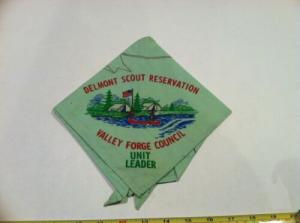 DELMONT SCOUT RESERVATION
VALLEY FORGE COUNCIL
UNIT
LEADER